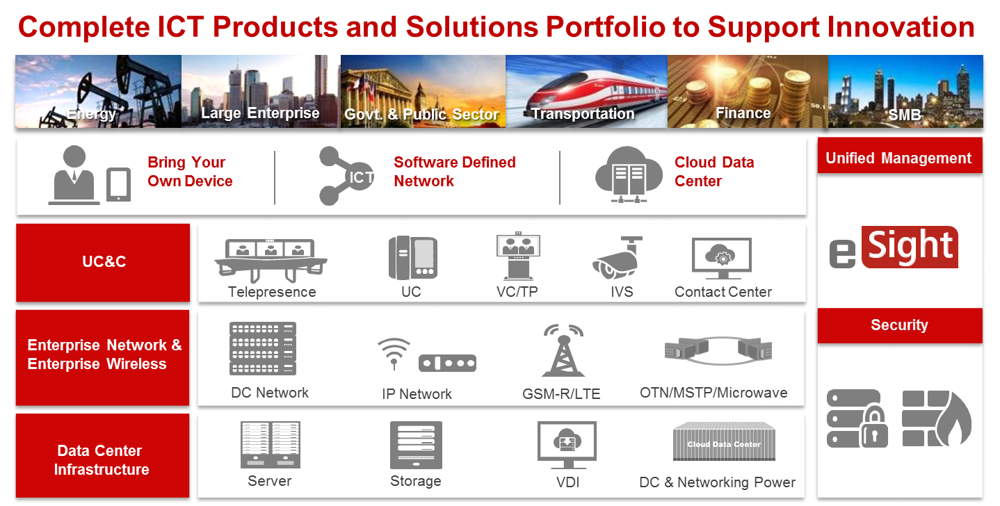 Complete ICT Products and Solutions Portfolio to Support Innovation
Energy
Large Enterprise
Govt. & Public Sector
Transportation
Finance
SMB
Bring Your
Own Device
ICT
Software Defined
Network
Cloud Data
Center
Unified Management
eSight
UC&C
Telepresence
UC
VC/TP
IVS
Contact Center
Security
Enterprise Network &
Enterprise Wireless
DC Network
IP Network
GSM-R/LTE
OTN/MSTP/Microwave
Data Center
Infrastructure
Server
Storage
VDI
Cloud Data Center
DC & Networking Power